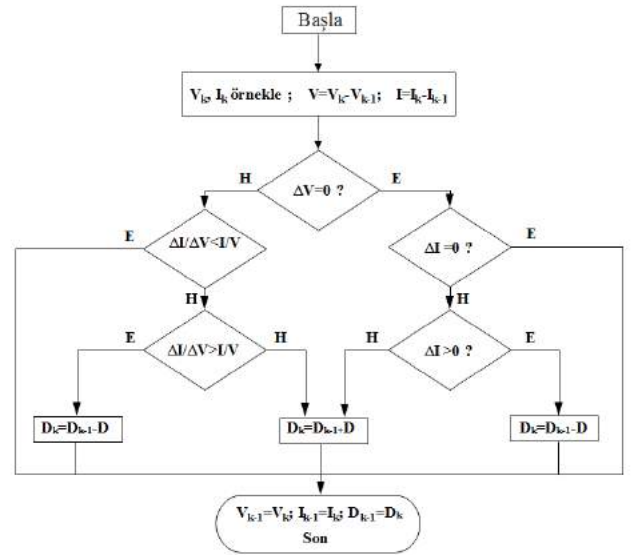 Başla
Vk, Ik örnekle ; V=Vk-Vk-1; I=Ik-Ik-1
H
ΔV=0 ?
E
E
ΔI/ΔV<I/V
ΔI =0 ?
E
H
H
E
ΔI/ΔV>I/V
H
H
ΔI >0 ?
E
Dk=Dk-1-D
Dk=Dk-1+D
Dk=Dk-1-D
Vk-1=Vk; Ik-1=Ik; Dk-1=Dk
Son